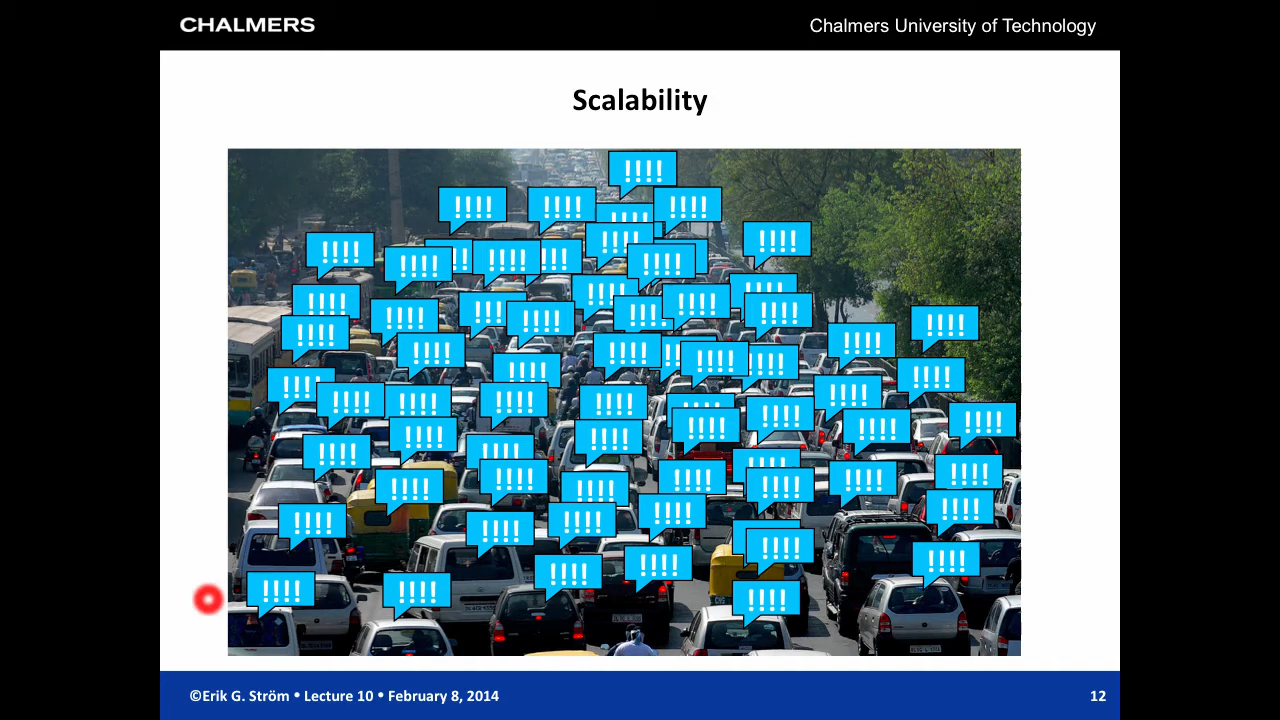 CHALMERS
Chalmers University of Technology
Scalability
!!!!
!!!! !!!! !!!! !!!!
!!!! !!!! !!!! !!!! !!!! !!!! !!!!
!!!! !!!! !!!! !!!! !!!! !!!! !!!! !!!!
!!!! !!!! !!!! !!!! !!!! !!!! !!!! !!!!
!!!! !!!! !!!! !!!! !!!! !!!! !!!! !!!!
!!!! !!!! !!!! !!!! !!!! !!!!
!!!! !!!! !!!! !!!! !!!! !!!! !!!!
!!!! !!!! !!!! !!!! !!!! !!!!
!!!! !!!! !!!! !!!! !!!!
!!!! !!!! !!!!
©Erik G. Ström • Lecture 10 • February 8, 2014
12